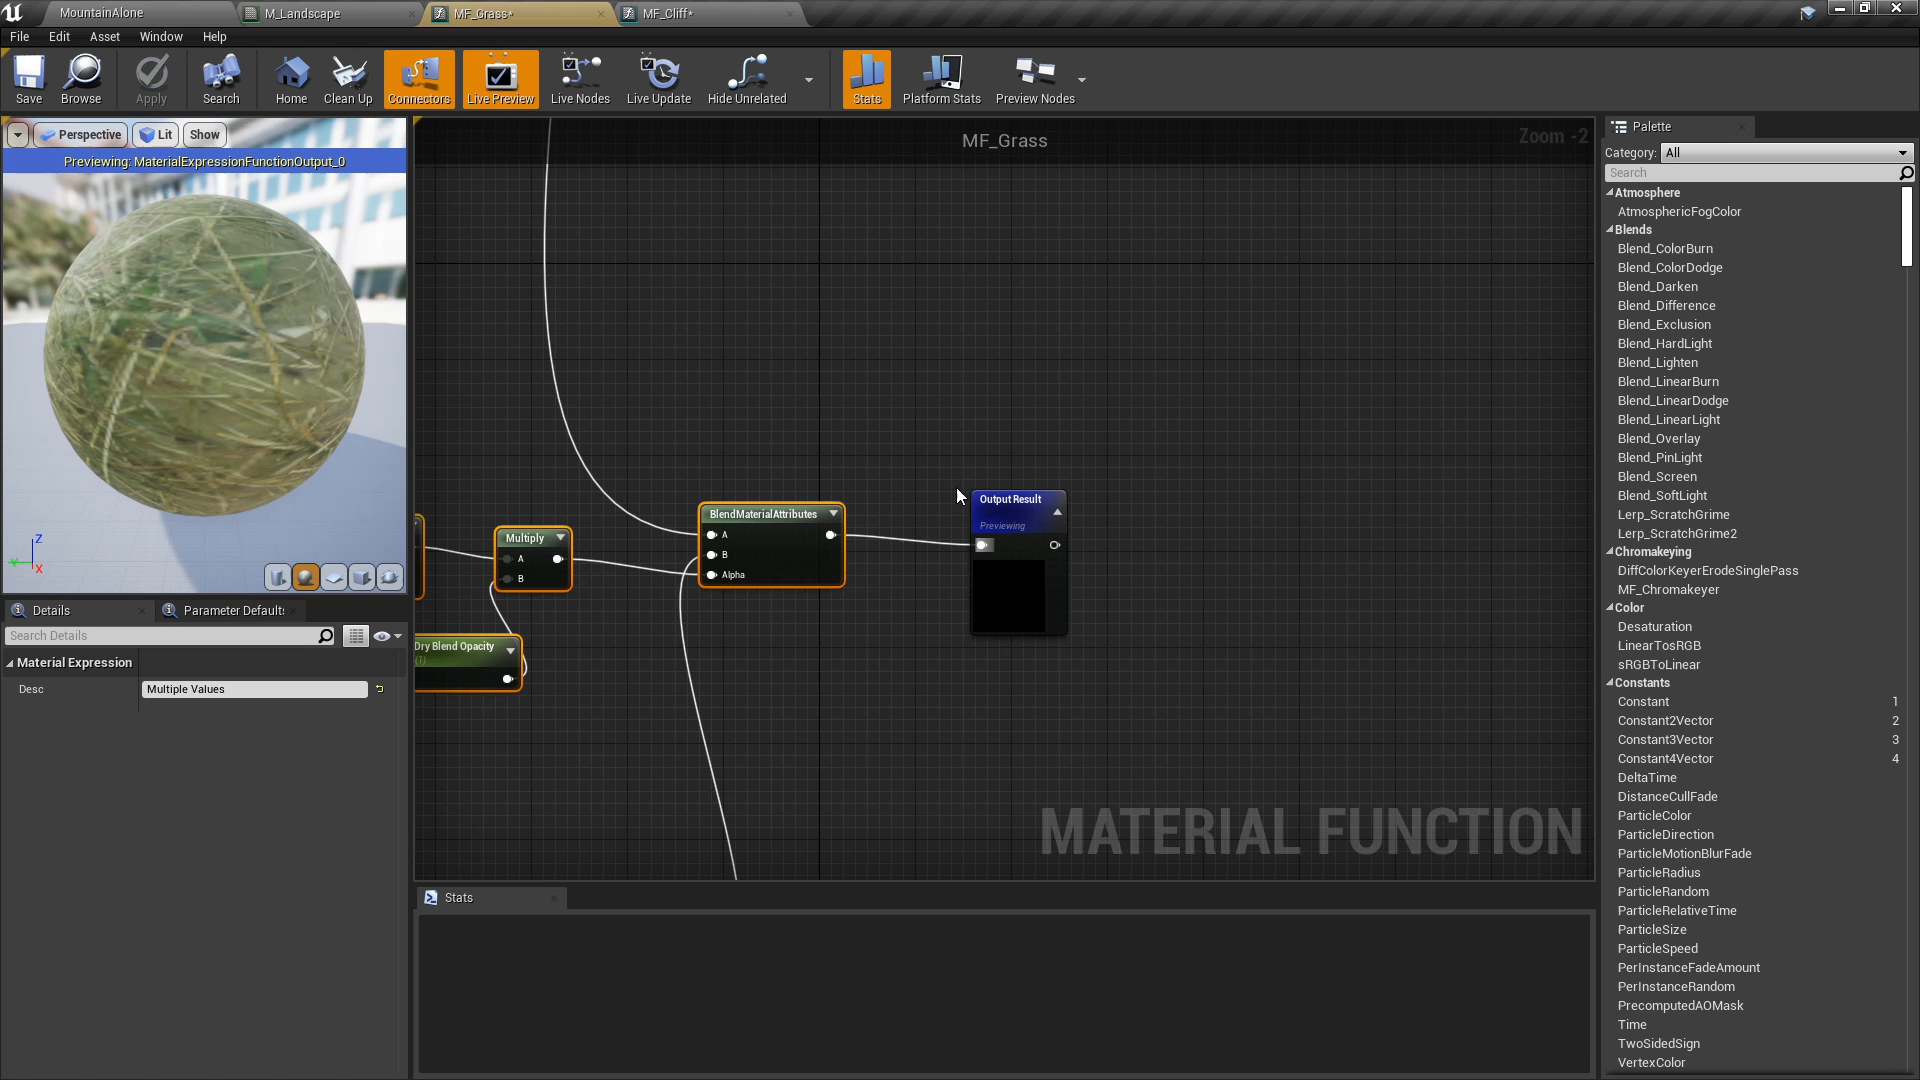 MountainAlone
M_Landscape
MF_Grass*
MF_Cliff*
File
Edit
Asset
Window
Help
Save
Browse
Apply
Search
Home
Clean Up
Connectors
Live Preview
Live Nodes
Live Update
Hide Unrelated
Stats
Platform Stats
Preview Nodes
Perspective
Lit
Show
Previewing: MaterialExpressionFunctionOutput_0
Z
Y
X
Details
Parameter Defaults
Search Details
Material Expression
Desc
Multiple Values
MF_Grass
Zoom -2
Multiply
A
B
Dry Blend Opacity
(1)
BlendMaterialAttributes
A
B
Alpha
Output Result
Previewing
MATERIAL FUNCTION
Stats
Palette
Category:
All
Search
Atmosphere
AtmosphericFogColor
Blends
Blend_ColorBurn
Blend_ColorDodge
Blend_Darken
Blend_Difference
Blend_Exclusion
Blend_HardLight
Blend_Lighten
Blend_LinearBurn
Blend_LinearDodge
Blend_LinearLight
Blend_Overlay
Blend_PinLight
Blend_Screen
Blend_SoftLight
Lerp_ScratchGrime
Lerp_ScratchGrime2
Chromakeying
DiffColorKeyerErodeSinglePass
MF_Chromakeyer
Color
Desaturation
LinearTosRGB
sRGBToLinear
Constants
Constant 1
Constant2Vector 2
Constant3Vector 3
Constant4Vector 4
DeltaTime
DistanceCullFade
ParticleColor
ParticleDirection
ParticleMotionBlurFade
ParticleRadius
ParticleRandom
ParticleRelativeTime
ParticleSize
ParticleSpeed
PerInstanceFadeAmount
PerInstanceRandom
PrecomputedAOMask
Time
TwoSidedSign
VertexColor